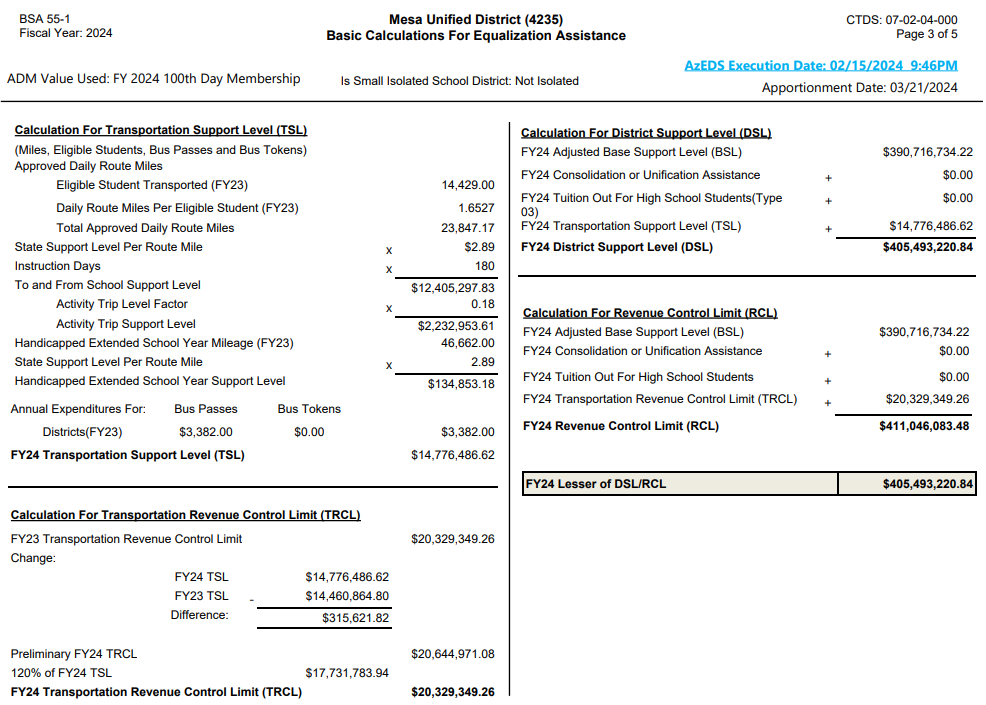 BSA 55-1
Fiscal Year: 2024
Mesa Unified District (4235)
Basic Calculations For Equalization Assistance
CTDS: 07-02-04-000
Page 3 of 5
ADM Value Used: FY 2024 100th Day Membership
Is Small Isolated School District: Not Isolated
AzEDS Execution Date: 02/15/2024 9:46PM
Apportionment Date: 03/21/2024
Calculation For Transportation Support Level (TSL)
(Miles, Eligible Students, Bus Passes and Bus Tokens)
Approved Daily Route Miles
Eligible Student Transported (FY23) 14,429.00
Daily Route Miles Per Eligible Student (FY23) 1.6527
Total Approved Daily Route Miles 23,847.17
State Support Level Per Route Mile x $2.89
Instruction Days x 180
To and From School Support Level $12,405,297.83
Activity Trip Level Factor x 0.18
Activity Trip Support Level $2,232,953.61
Handicapped Extended School Year Mileage (FY23) 46,662.00
State Support Level Per Route Mile x 2.89
Handicapped Extended School Year Support Level $134,853.18
Annual Expenditures For: Bus Passes Bus Tokens
Districts(FY23) $3,382.00 $0.00 $3,382.00
FY24 Transportation Support Level (TSL) $14,776,486.62
Calculation For Transportation Revenue Control Limit (TRCL)
FY23 Transportation Revenue Control Limit $20,329,349.26
Change:
FY24 TSL $14,776,486.62
FY23 TSL - $14,460,864.80
Difference: $315,621.82
Preliminary FY24 TRCL $20,644,971.08
120% of FY24 TSL $17,731,783.94
FY24 Transportation Revenue Control Limit (TRCL) $20,329,349.26
Calculation For District Support Level (DSL)
FY24 Adjusted Base Support Level (BSL) $390,716,734.22
FY24 Consolidation or Unification Assistance + $0.00
FY24 Tuition Out For High School Students(Type + $0.00
03)
FY24 Transportation Support Level (TSL) + $14,776,486.62
FY24 District Support Level (DSL) $405,493,220.84
Calculation For Revenue Control Limit (RCL)
FY24 Adjusted Base Support Level (BSL) $390,716,734.22
FY24 Consolidation or Unification Assistance + $0.00
FY24 Tuition Out For High School Students + $0.00
FY24 Transportation Revenue Control Limit (TRCL) + $20,329,349.26
FY24 Revenue Control Limit (RCL) $411,046,083.48
FY24 Lesser of DSL/RCL $405,493,220.84